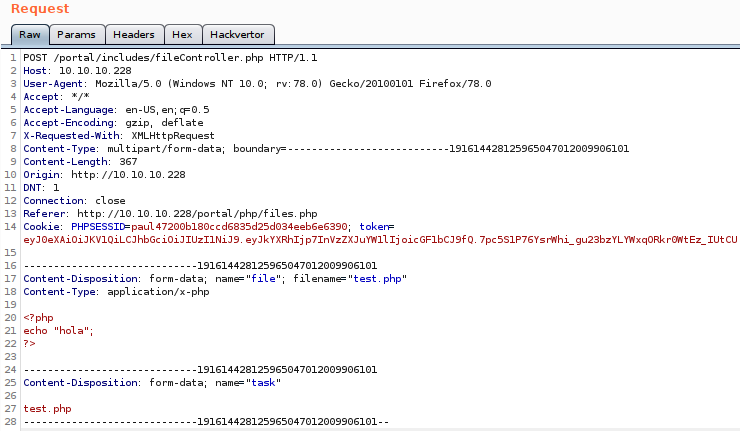 Request
Raw Params Headers Hex Hackvertor
1 POST /portal/includes/fileController.php HTTP/1.1
2 Host: 10.10.10.228
3 User-Agent: Mozilla/5.0 (Windows NT 10.0; rv:78.0) Gecko/20100101 Firefox/78.0
4 Accept: */*
5 Accept-Language: en-US,en;q=0.5
6 Accept-Encoding: gzip, deflate
7 X-Requested-With: XMLHttpRequest
8 Content-Type: multipart/form-data; boundary=---------------------------191614428125965047012009906101
9 Content-Length: 367
10 Origin: http://10.10.10.228
11 DNT: 1
12 Connection: close
13 Referer: http://10.10.10.228/portal/php/files.php
14 Cookie: PHPSESSID=paul47200b180ccd6835d25d034eeb6e6390; token=
eyJ0eXAiOiJKV1QiLCJhbGciOiJIUzI1NiJ9.eyJkYXRhIjp7InVzZXJuYW1lIjoicGF1bCJ9fQ.7pc5S1P76YsrWhi_gu23bzYLYWxqORkr0WtEz_IUtCU
15
16 -----------------------------191614428125965047012009906101
17 Content-Disposition: form-data; name="file"; filename="test.php"
18 Content-Type: application/x-php
19
20 <?php
21 echo "hola";
22 ?>
23
24 -----------------------------191614428125965047012009906101
25 Content-Disposition: form-data; name="task"
26
27 test.php
28 -----------------------------191614428125965047012009906101--